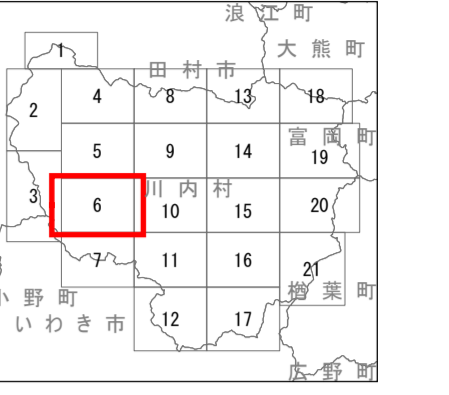 浪江町
大熊町
1
田村市
4 8 13 18
2
富岡町
5 9 14 19
川内村
3 6 10 15 20
7 11 16 21
楢葉町
小野町
いわき市
12 17
広野町